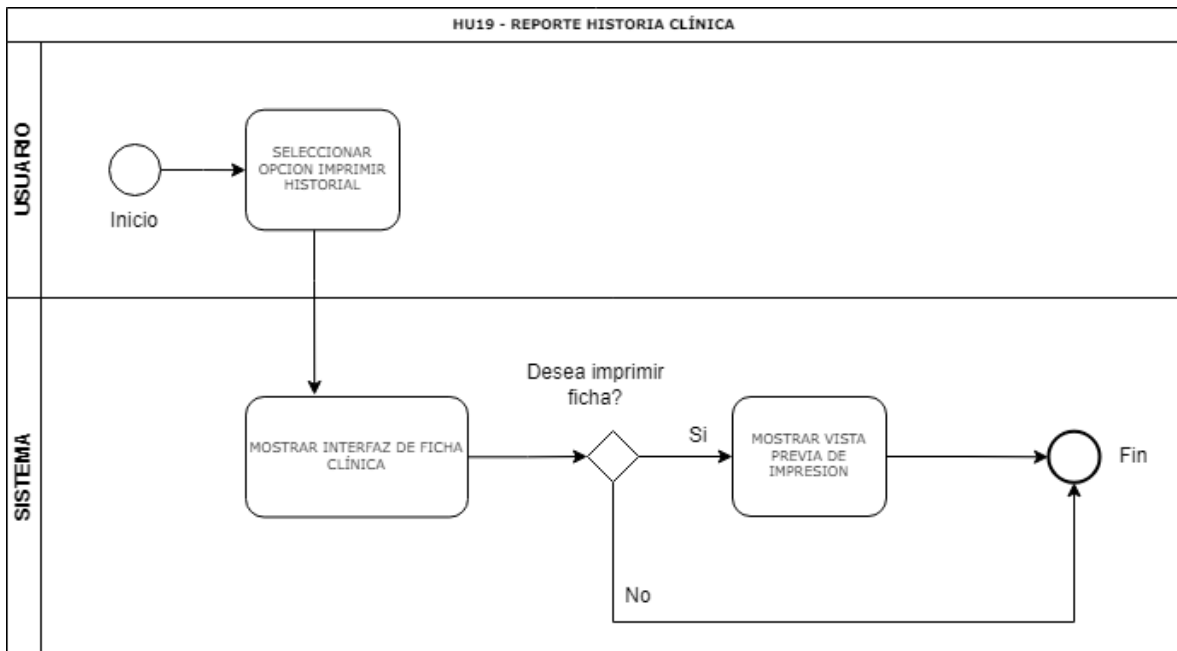 HU19 - REPORTE HISTORIA CLÍNICA
USUARIO
SELECCIONAR
OPCION IMPRIMIR
HISTORIAL
Inicio
SISTEMA
MOSTRAR INTERFAZ DE FICHA
CLÍNICA
Desea imprimir
ficha?
Si
MOSTRAR VISTA
PREVIA DE
IMPRESION
Fin
No